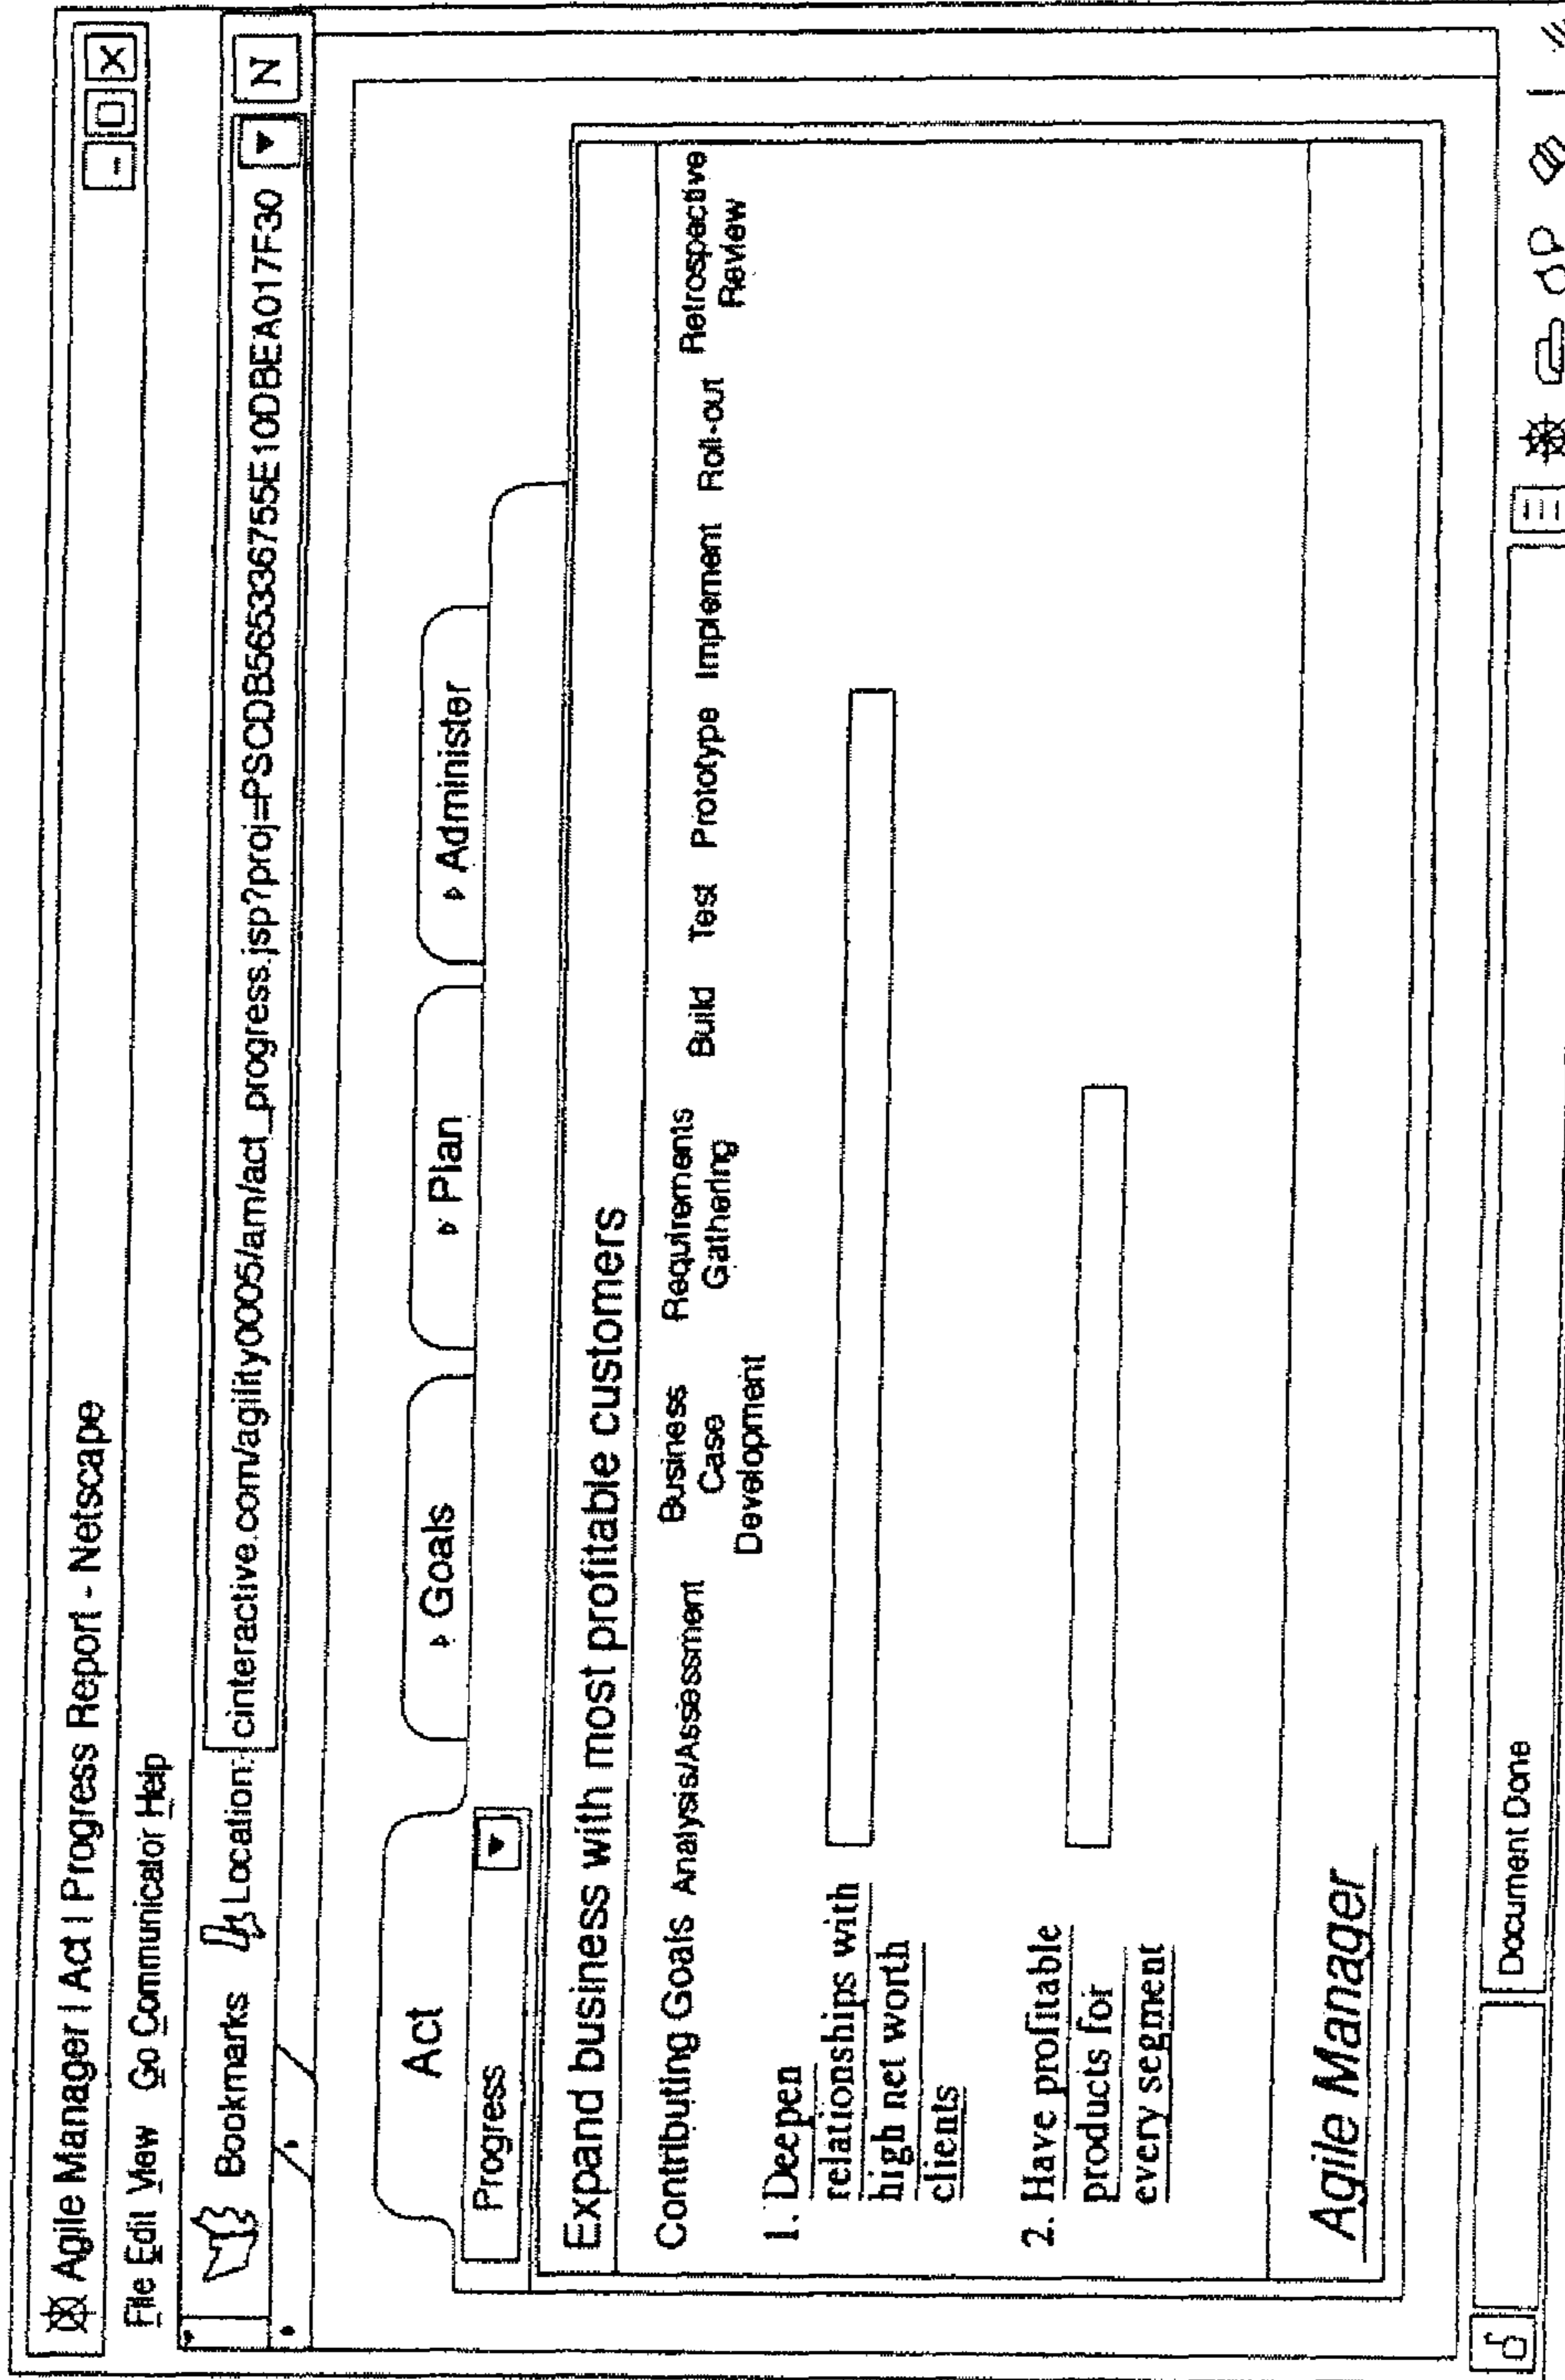 Agile Manager | Act | Progress Report - Netscape
File Edit View Go Communicator Help
Bookmarks Location: cinteractive.com/agility0005/am/act_progress.jsp?proj=PSCDB565336755E10DBEA017F30 N
Act Goals Plan Administer
Progress
Expand business with most profitable customers
Contributing Goals Analysis/Assessment Business Requirements Build Test Prototype Implement Roll-out Retrospective
Case Gathering Review
Development
1. Deepen
relationships with
high net worth
clients
2. Have profitable
products for
every segment
Agile Manager
Document Done